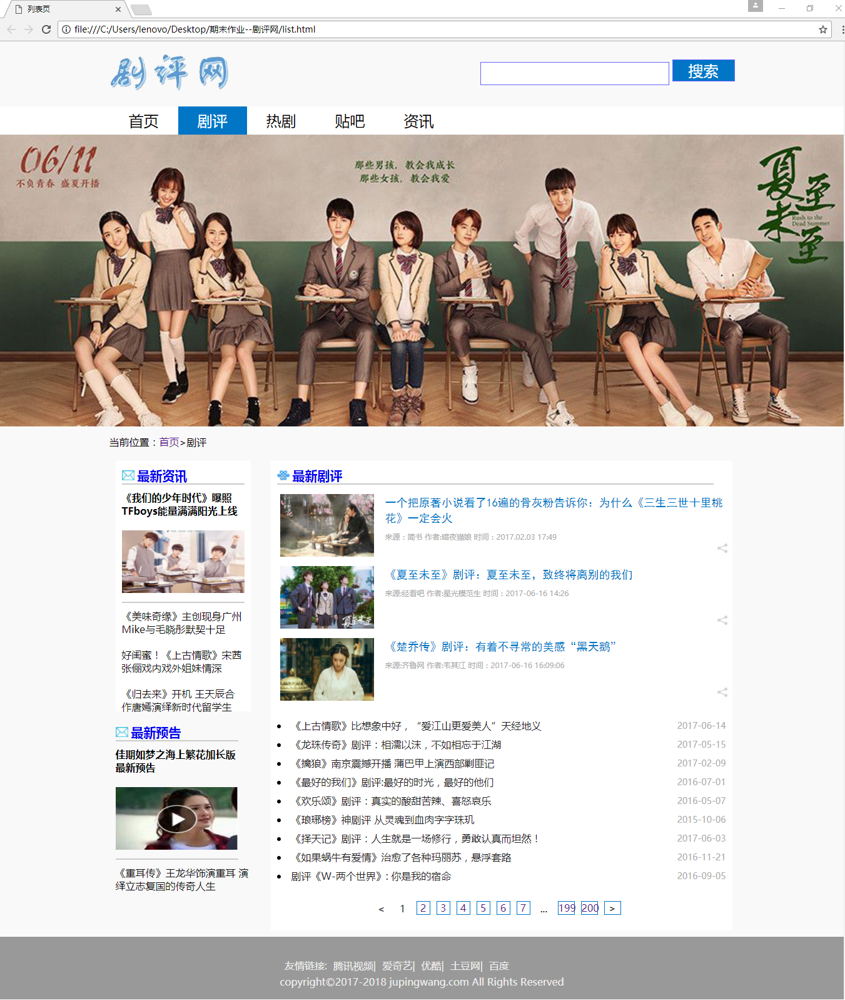 列表页
file:///C:/Users/lenovo/Desktop/期末作业--剧评网/list.html
剧评网
搜索
首页 剧评 热剧 贴吧 资讯
06/11
不负青春 盛夏开播
那些男孩，教会我成长
那些女孩，教会我爱
夏至未至
Rush to the
Dead Summer
当前位置：首页>剧评
最新资讯
《我们的少年时代》曝照
TFboys能量满满阳光上线
《美味奇缘》主创现身广州
Mike与毛晓彤默契十足
好闺蜜！《上古情歌》宋茜
张俪戏内戏外姐妹情深
《归去来》开机 王天辰合
作唐嫣演绎新时代留学生
最新预告
佳期如梦之海上繁花加长版
最新预告
《重耳传》王龙华饰演重耳 演
绎立志复国的传奇人生
最新剧评
一个把原著小说看了16遍的骨灰粉告诉你：为什么《三生三世十里桃
花》一定会火
来源：简书 作者:暗夜猫娘 时间：2017.02.03 17:49
《夏至未至》剧评：夏至未至，致终将离别的我们
来源:经看吧 作者:星光模范生 时间：2017-06-16 14:26
夏至未至
《楚乔传》剧评：有着不寻常的美感“黑天鹅”
来源:齐鲁网 作者:韦其江 时间：2017-06-16 16:09:06
《上古情歌》比想象中好，“爱江山更爱美人”天经地义 2017-06-14
《龙珠传奇》剧评：相濡以沫，不如相忘于江湖 2017-05-15
《擒狼》南京震撼开播 蒲巴甲上演西部剿匪记 2017-02-09
《最好的我们》剧评:最好的时光，最好的他们 2016-07-01
《欢乐颂》剧评：真实的酸甜苦辣、喜怒哀乐 2016-05-07
《琅琊榜》神剧评 从灵魂到血肉字字珠玑 2015-10-06
《择天记》剧评：人生就是一场修行，勇敢认真而坦然！ 2017-06-03
《如果蜗牛有爱情》治愈了各种玛丽苏，悬浮套路 2016-11-21
剧评《W-两个世界》: 你是我的宿命 2016-09-05
< 1 2 3 4 5 6 7 ... 199 200 >
友情链接: 腾讯视频| 爱奇艺| 优酷| 土豆网| 百度
copyright©2017-2018 jupingwang.com All Rights Reserved